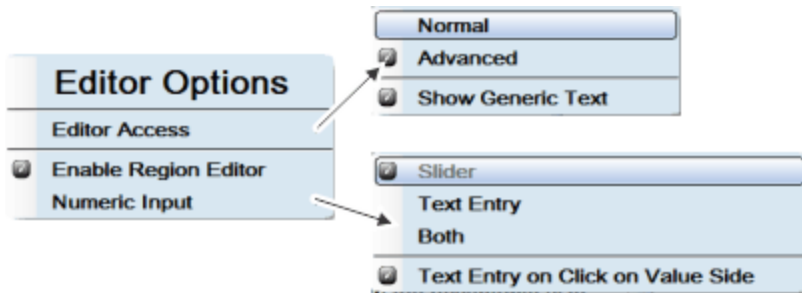 Editor Options
Editor Access
Enable Region Editor
Numeric Input
Normal
Advanced
Show Generic Text
Slider
Text Entry
Both
Text Entry on Click on Value Side